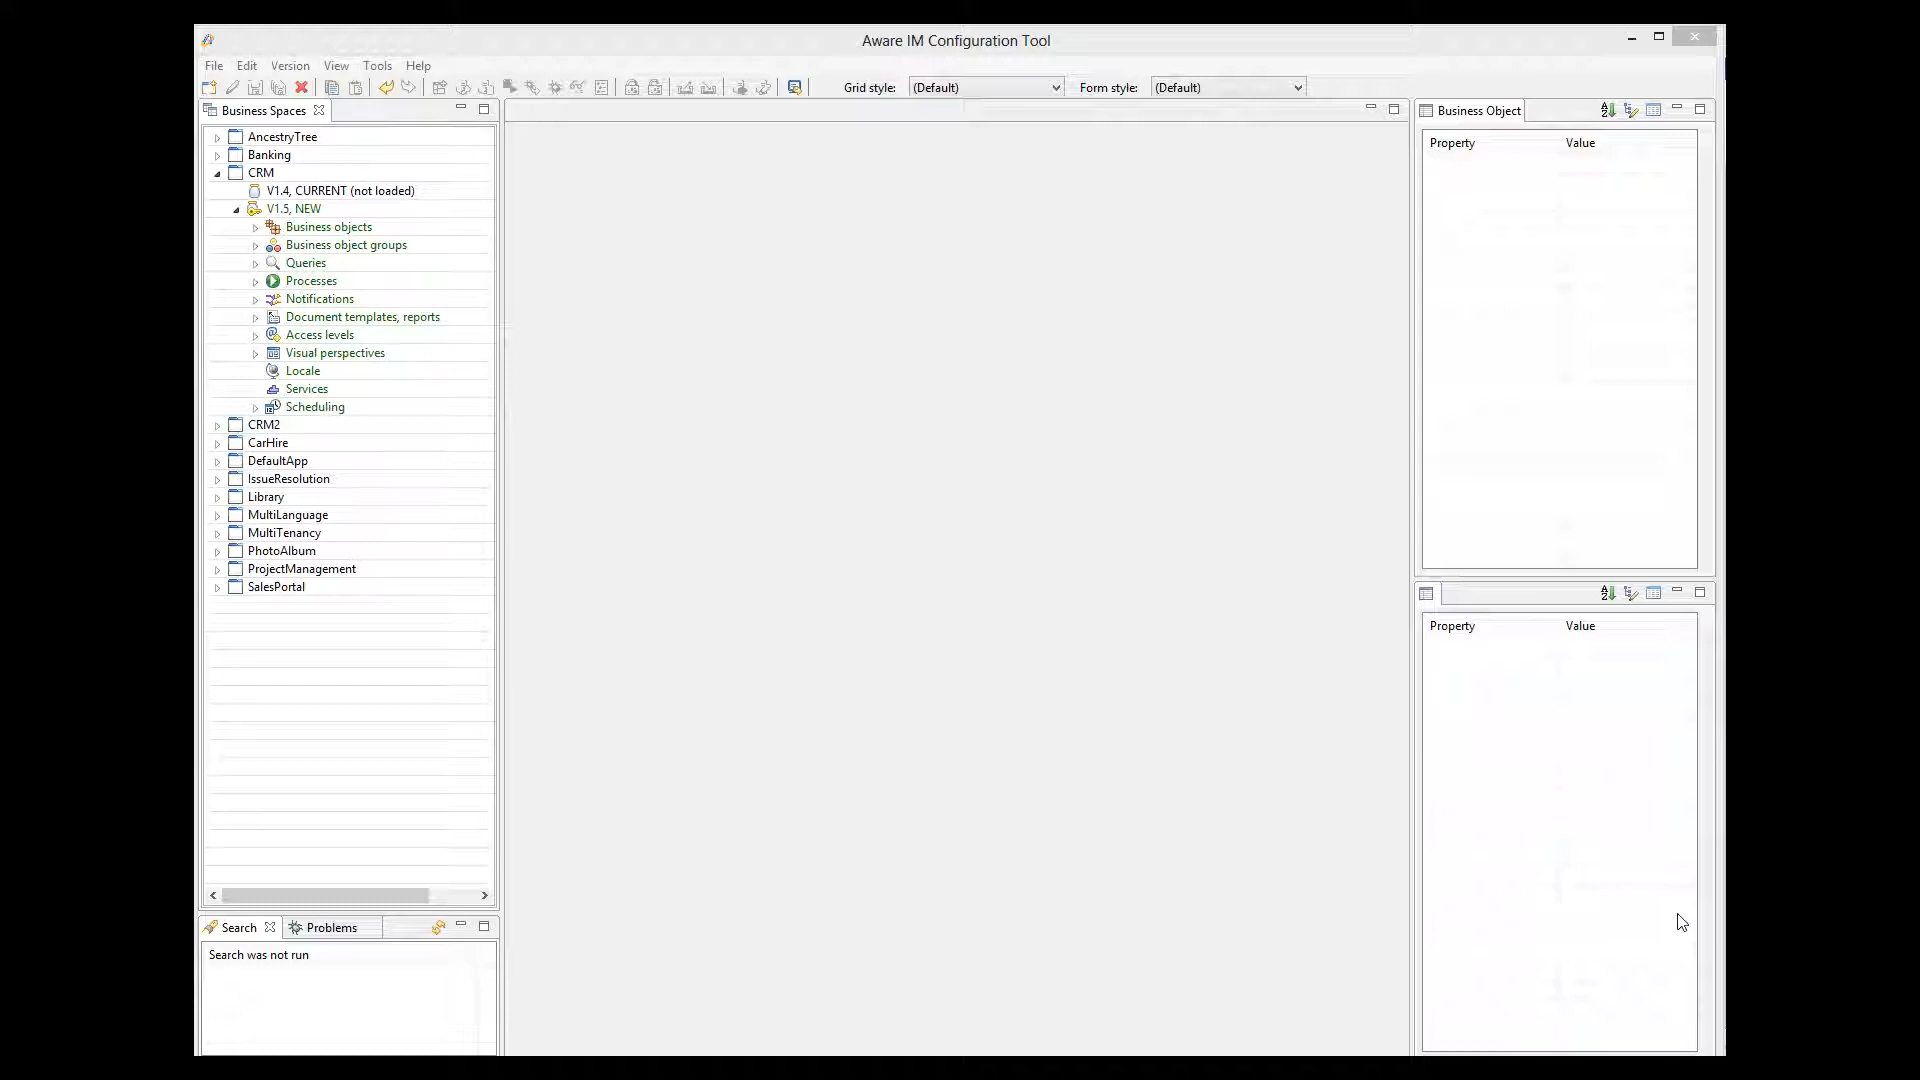 Aware IM Configuration Tool
File Edit Version View Tools Help
Grid style: (Default) Form style: (Default)
Business Spaces
AncestryTree
Banking
CRM
V1.4, CURRENT (not loaded)
V1.5, NEW
Business objects
Business object groups
Queries
Processes
Notifications
Document templates, reports
Access levels
Visual perspectives
Locale
Services
Scheduling
CRM2
CarHire
DefaultApp
IssueResolution
Library
MultiLanguage
MultiTenancy
PhotoAlbum
ProjectManagement
SalesPortal
Search Problems
Search was not run
Business Object
Property Value
Property Value